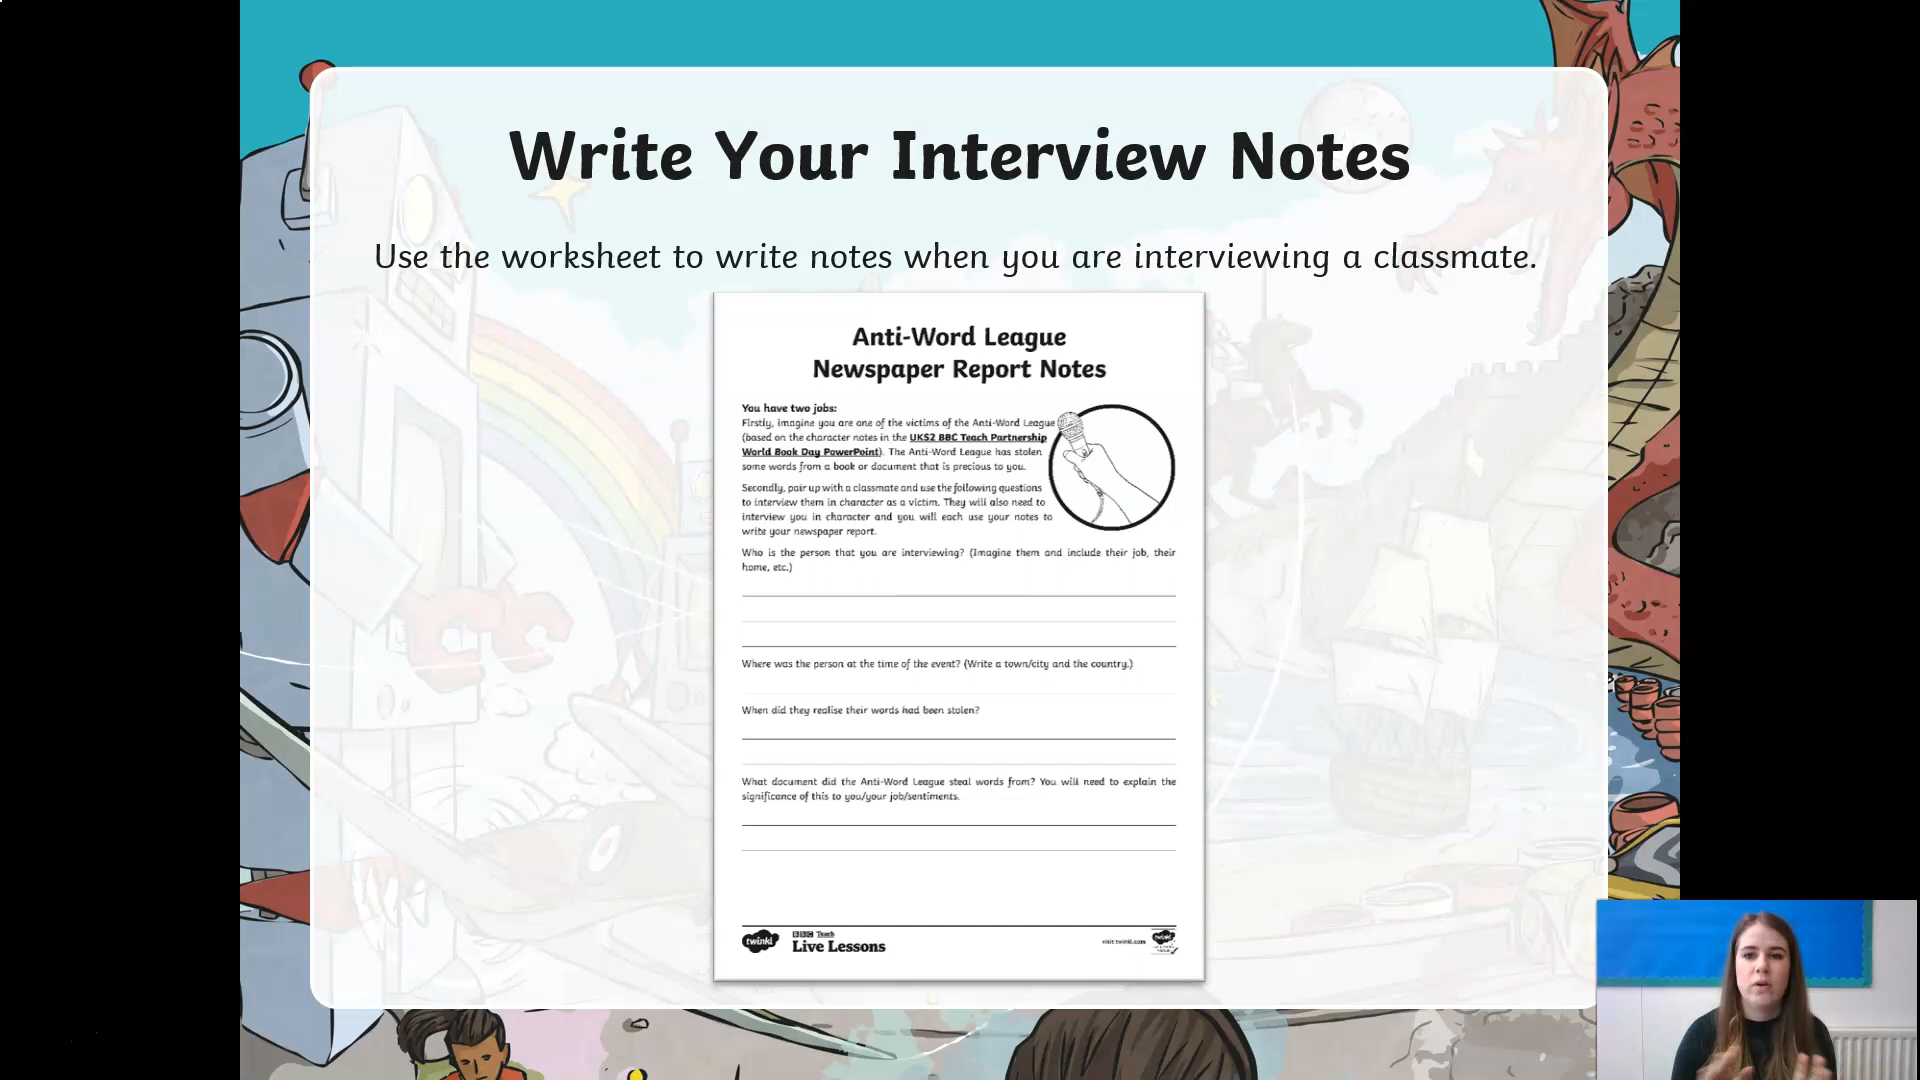 Write Your Interview Notes
Use the worksheet to write notes when you are interviewing a classmate.
Anti-Word League
Newspaper Report Notes
You have two jobs:
Firstly, imagine you are one of the victims of the Anti-Word League
(based on the character notes in the UKS2 BBC Teach Partnership
World Book Day PowerPoint). The Anti-Word League has stolen
some words from a book or document that is precious to you.
Secondly, pair up with a classmate and use the following questions
to interview them in character as a victim. They will also need to
interview you in character and you will each use your notes to
write your newspaper report.
Who is the person that you are interviewing? (Imagine them and include their job, their
home, etc.)
Where was the person at the time of the event? (Write a town/city and the country.)
When did they realise their words had been stolen?
What document did the Anti-Word League steal words from? You will need to explain the
significance of this to you/your job/sentiments.
twinkl
BBC Teach
Live Lessons
visit twinkl.com
twinkl